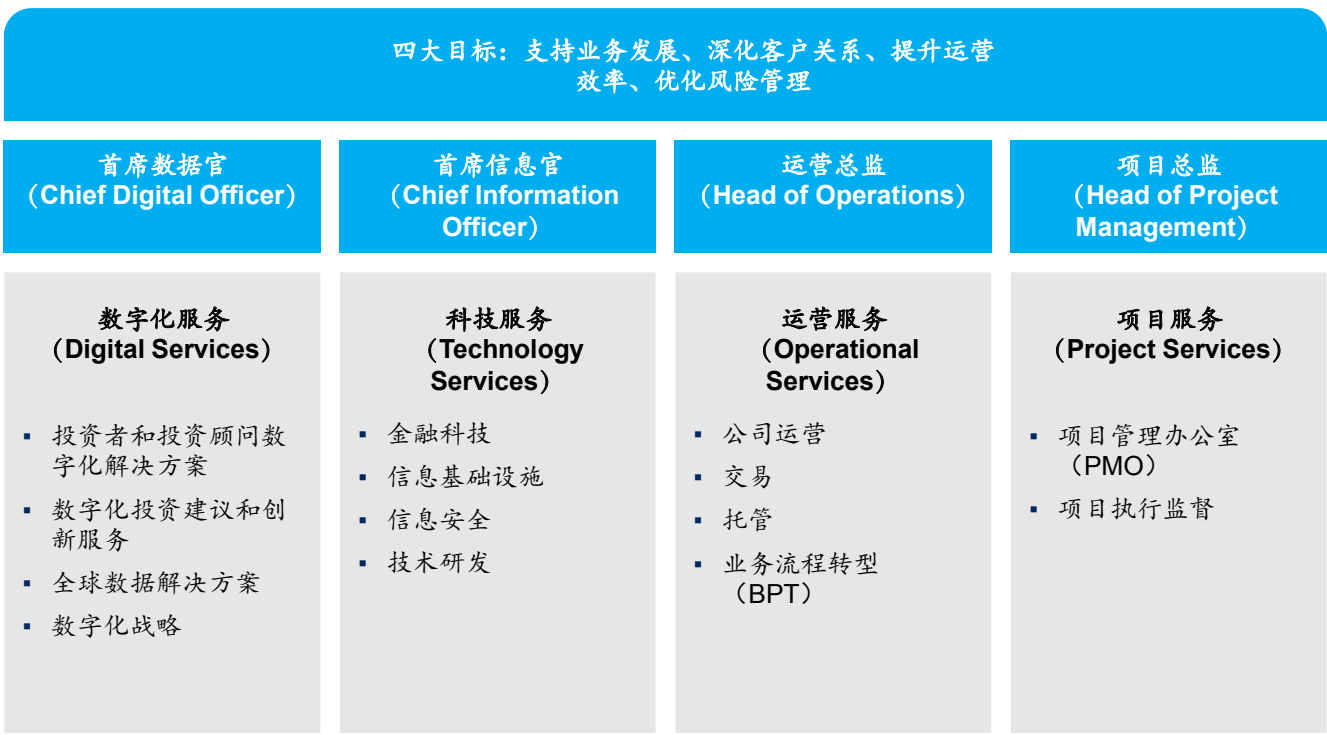 四大目标：支持业务发展、深化客户关系、提升运营
效率、优化风险管理
首席数据官
（Chief Digital Officer）
数字化服务
（Digital Services）
▪ 投资者和投资顾问数
字化解决方案
▪ 数字化投资建议和创
新服务
▪ 全球数据解决方案
▪ 数字化战略
首席信息官
（Chief Information
Officer）
科技服务
（Technology
Services）
▪ 金融科技
▪ 信息基础设施
▪ 信息安全
▪ 技术研发
运营总监
（Head of Operations）
运营服务
（Operational
Services）
▪ 公司运营
▪ 交易
▪ 托管
▪ 业务流程转型
（BPT）
项目总监
（Head of Project
Management）
项目服务
（Project Services）
▪ 项目管理办公室
（PMO）
▪ 项目执行监督